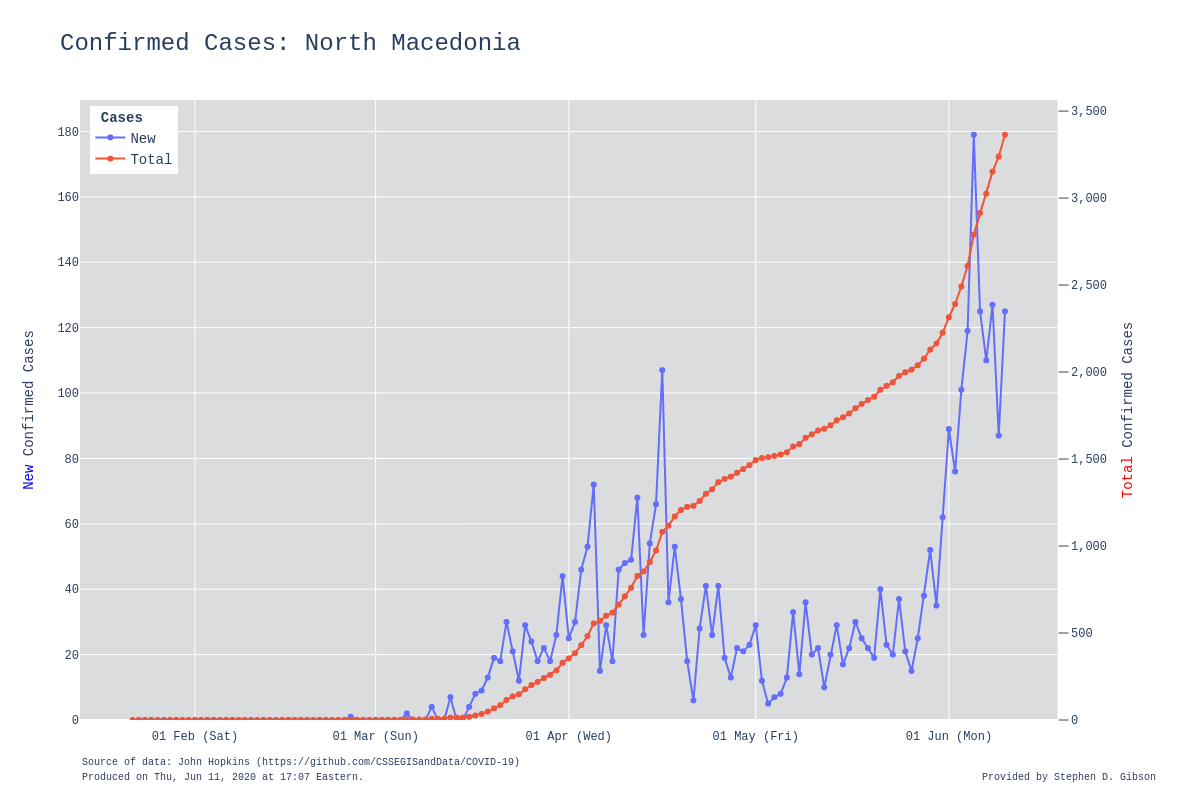 Confirmed Cases: North Macedonia
Cases
New
Total
180
160
140
120
100
80
60
40
20
0
3,500
3,000
2,500
2,000
1,500
1,000
500
0
New Confirmed Cases
Total Confirmed Cases
01 Feb (Sat)
01 Mar (Sun)
01 Apr (Wed)
01 May (Fri)
01 Jun (Mon)
Source of data: John Hopkins (https://github.com/CSSEGISandData/COVID-19)
Produced on Thu, Jun 11, 2020 at 17:07 Eastern.
Provided by Stephen D. Gibson